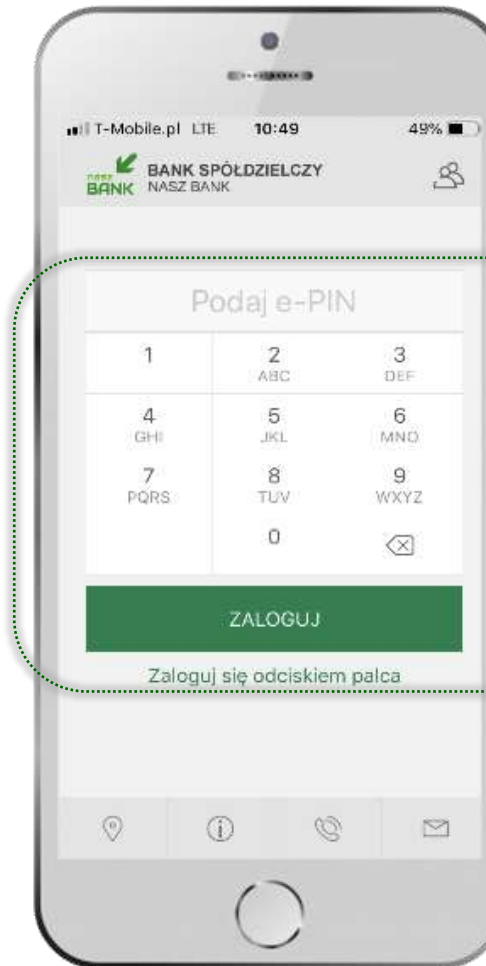 T-Mobile.pl LTE 10:49 49%
nasz BANK
BANK SPÓŁDZIELCZY
NASZ BANK
Podaj e-PIN
1 2 3
ABC DEF
4 5 6
GHI JKL MNO
7 8 9
PQRS TUV WXYZ
0
ZALOGUJ
Zaloguj się odciskiem palca